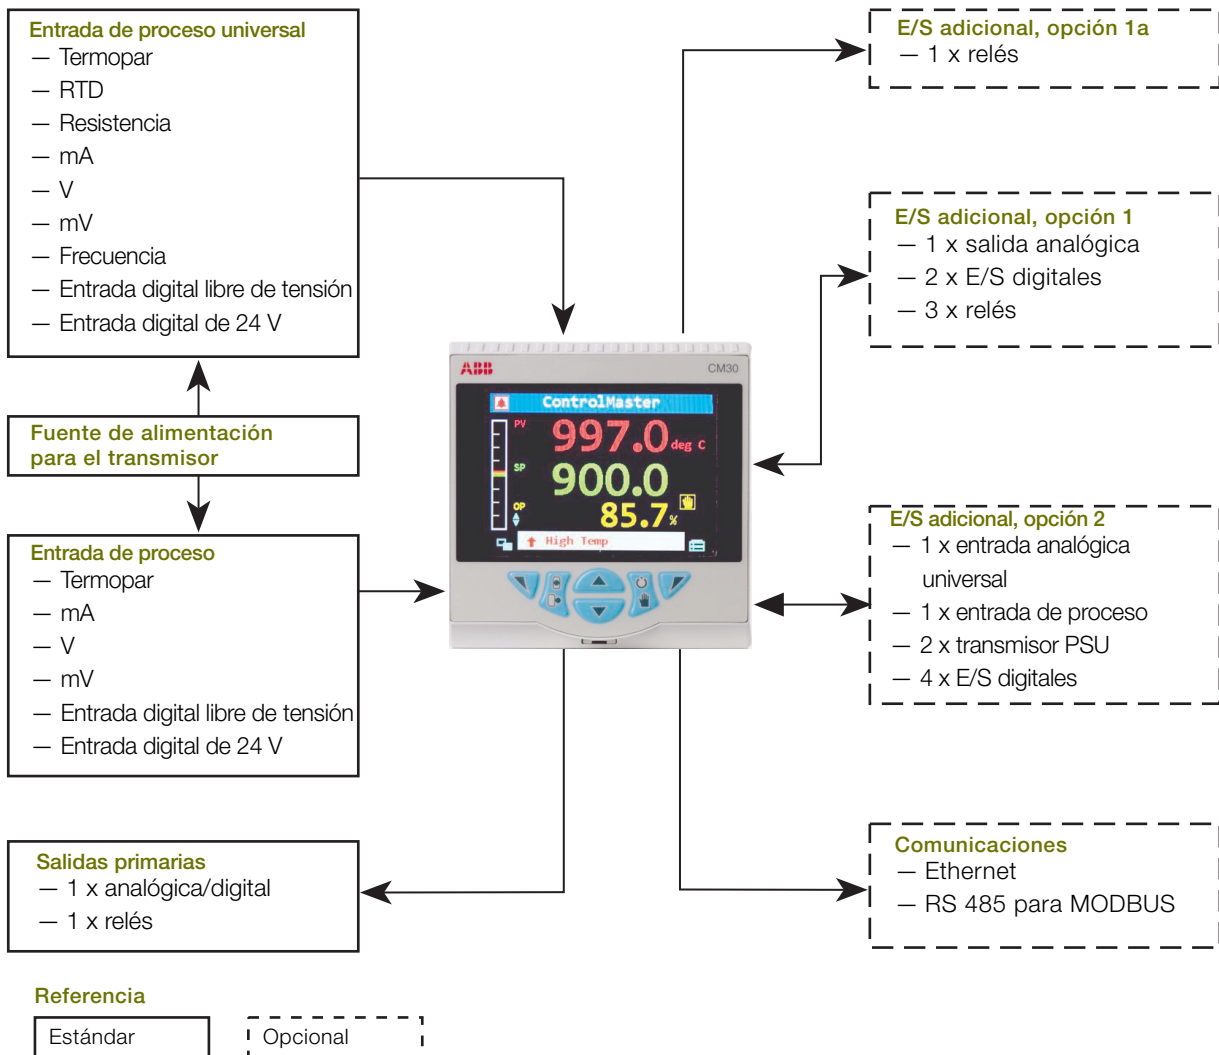 Entrada de proceso universal
— Termopar
— RTD
— Resistencia
— mA
— V
— mV
— Frecuencia
— Entrada digital libre de tensión
— Entrada digital de 24 V
Fuente de alimentación
para el transmisor
Entrada de proceso
— Termopar
— mA
— V
— mV
— Entrada digital libre de tensión
— Entrada digital de 24 V
Salidas primarias
— 1 x analógica/digital
— 1 x relés
ABB
CM30
ControlMaster
PV
997.0 deg C
SP
900.0
OP
85.7 %
High Temp
E/S adicional, opción 1a
— 1 x relés
E/S adicional, opción 1
— 1 x salida analógica
— 2 x E/S digitales
— 3 x relés
E/S adicional, opción 2
— 1 x entrada analógica
universal
— 1 x entrada de proceso
— 2 x transmisor PSU
— 4 x E/S digitales
Comunicaciones
— Ethernet
— RS 485 para MODBUS
Referencia
Estándar
Opcional